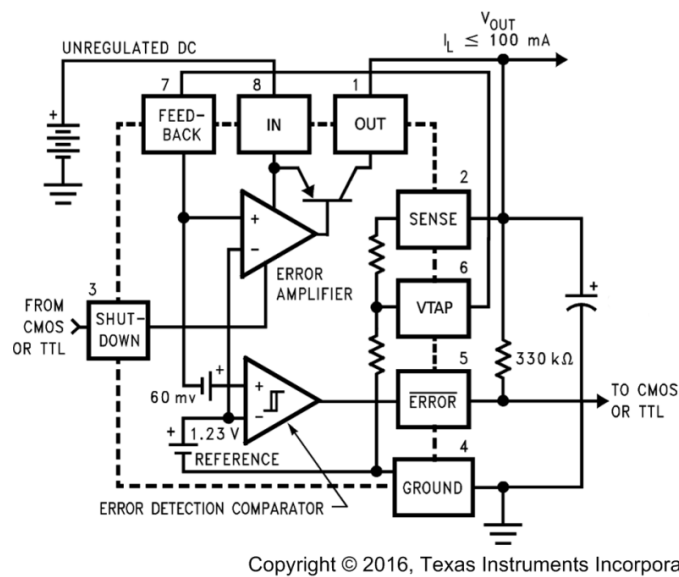 V_OUT
I_L ≤ 100 mA
UNREGULATED DC
7
8
1
+
FEED-
BACK
IN
OUT
2
SENSE
+
−
ERROR
AMPLIFIER
6
VTAP
+
3
FROM
CMOS
OR TTL
SHUT-
DOWN
5
330 kΩ
60 mv
+
+
−
ERROR
TO CMOS
OR TTL
+
1.23 V
REFERENCE
4
GROUND
ERROR DETECTION COMPARATOR
Copyright © 2016, Texas Instruments Incorpora